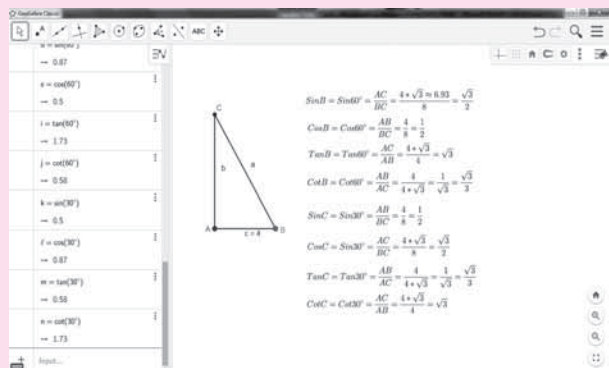 GeoGebra Classic
ABC
d = sin(60°)
→ 0.87
e = cos(60°)
→ 0.5
i = tan(60°)
→ 1.73
j = cot(60°)
→ 0.58
k = sin(30°)
→ 0.5
ℓ = cos(30°)
→ 0.87
m = tan(30°)
→ 0.58
n = cot(30°)
→ 1.73
Input...
C
b
a
A
c = 4
B
SinB = Sin60° = AC/BC = 4∗√3 ≈ 6.93/8 = √3/2
CosB = Cos60° = AB/BC = 4/8 = 1/2
TanB = Tan60° = AC/AB = 4∗√3/4 = √3
CotB = Cot60° = AB/AC = 4/4∗√3 = 1/√3 = √3/3
SinC = Sin30° = AB/BC = 4/8 = 1/2
CosC = Sin30° = AC/BC = 4∗√3/8 = √3/2
TanC = Tan30° = AB/AC = 4/4∗√3 = 1/√3 = √3/3
CotC = Cot30° = AC/AB = 4∗√3/4 = √3